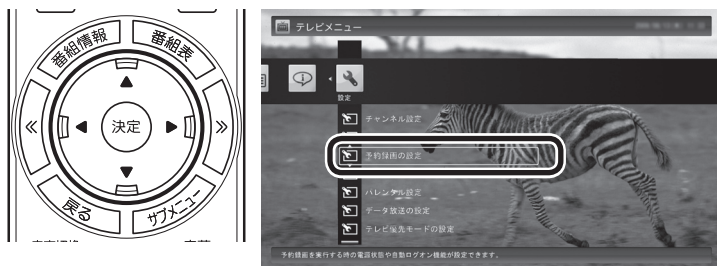 番組情報
番組表
決定
戻る
サブメニュー
テレビメニュー
設定
チャンネル設定
予約録画の設定
ハレンタル設定
データ放送の設定
テレビ優先モードの設定
予約録画を実行する時の電源状態や自動ログオン機能が設定できます。